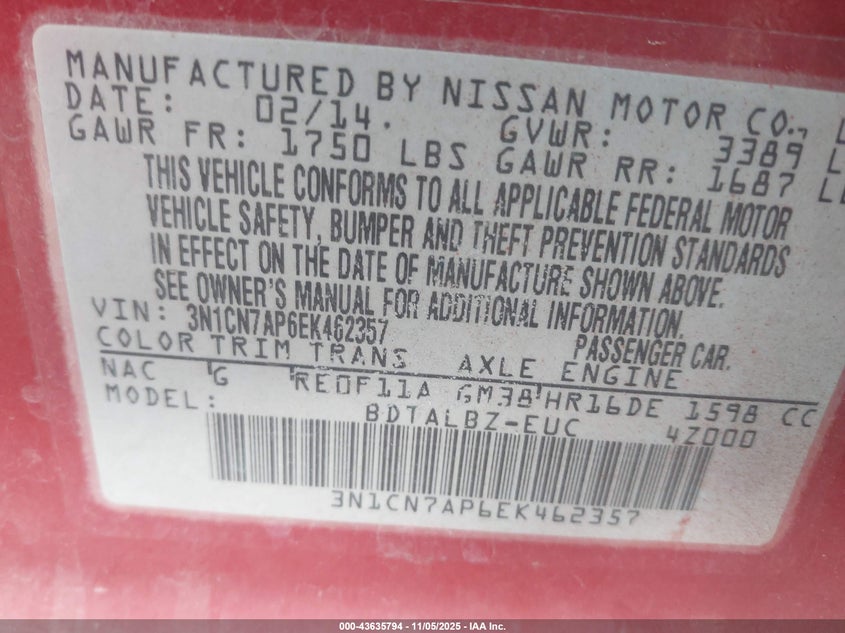 MANUFACTURED BY NISSAN MOTOR CO.,
DATE: 02/14. GVWR: 3389
GAWR FR: 1750 LBS GAWR RR: 1687
THIS VEHICLE CONFORMS TO ALL APPLICABLE FEDERAL MOTOR
VEHICLE SAFETY, BUMPER AND THEFT PREVENTION STANDARDS
IN EFFECT ON THE DATE OF MANUFACTURE SHOWN ABOVE.
SEE OWNER'S MANUAL FOR ADDITIONAL INFORMATION.
VIN: 3N1CN7AP6EK462357 PASSENGER CAR.
COLOR TRIM TRANS AXLE ENGINE
NAC G RE0F11A GM38 HR16DE 1598 CC
MODEL: BDTALBZ-EUC 4Z000
3N1CN7AP6EK462357
000-43635794 - 11/05/2025 - IAA Inc.